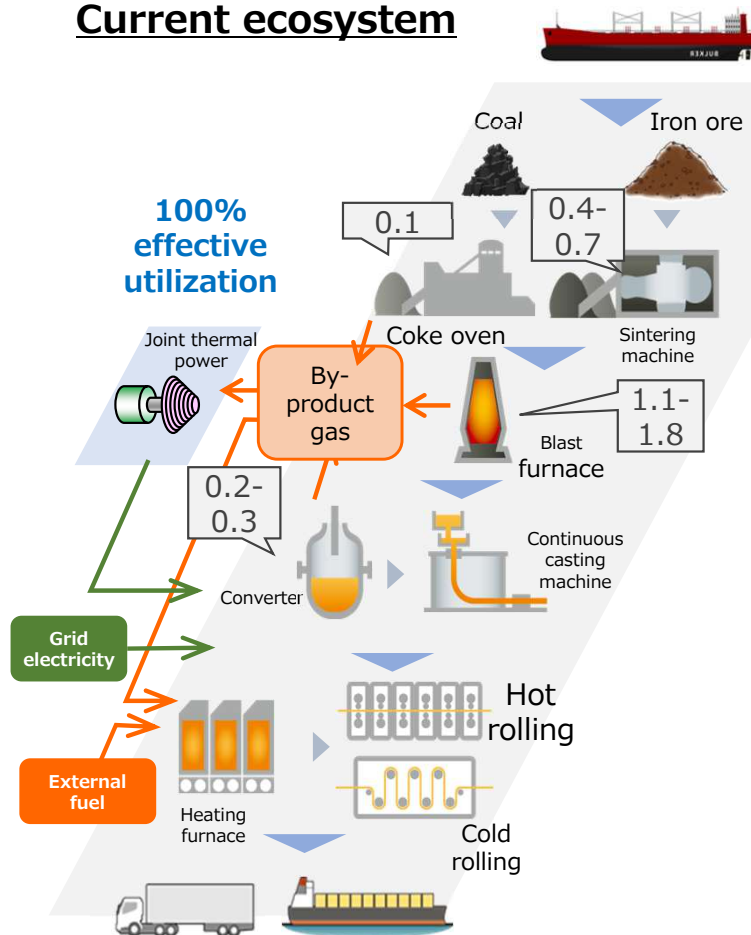 Current ecosystem
BULKER
Coal
Iron ore
100%
effective
utilization
0.1
0.4-
0.7
Joint thermal
power
Coke oven
Sintering
machine
By-
product
gas
1.1-
1.8
Blast
furnace
0.2-
0.3
Continuous
casting
machine
Converter
Grid
electricity
Hot
rolling
External
fuel
Heating
furnace
Cold
rolling